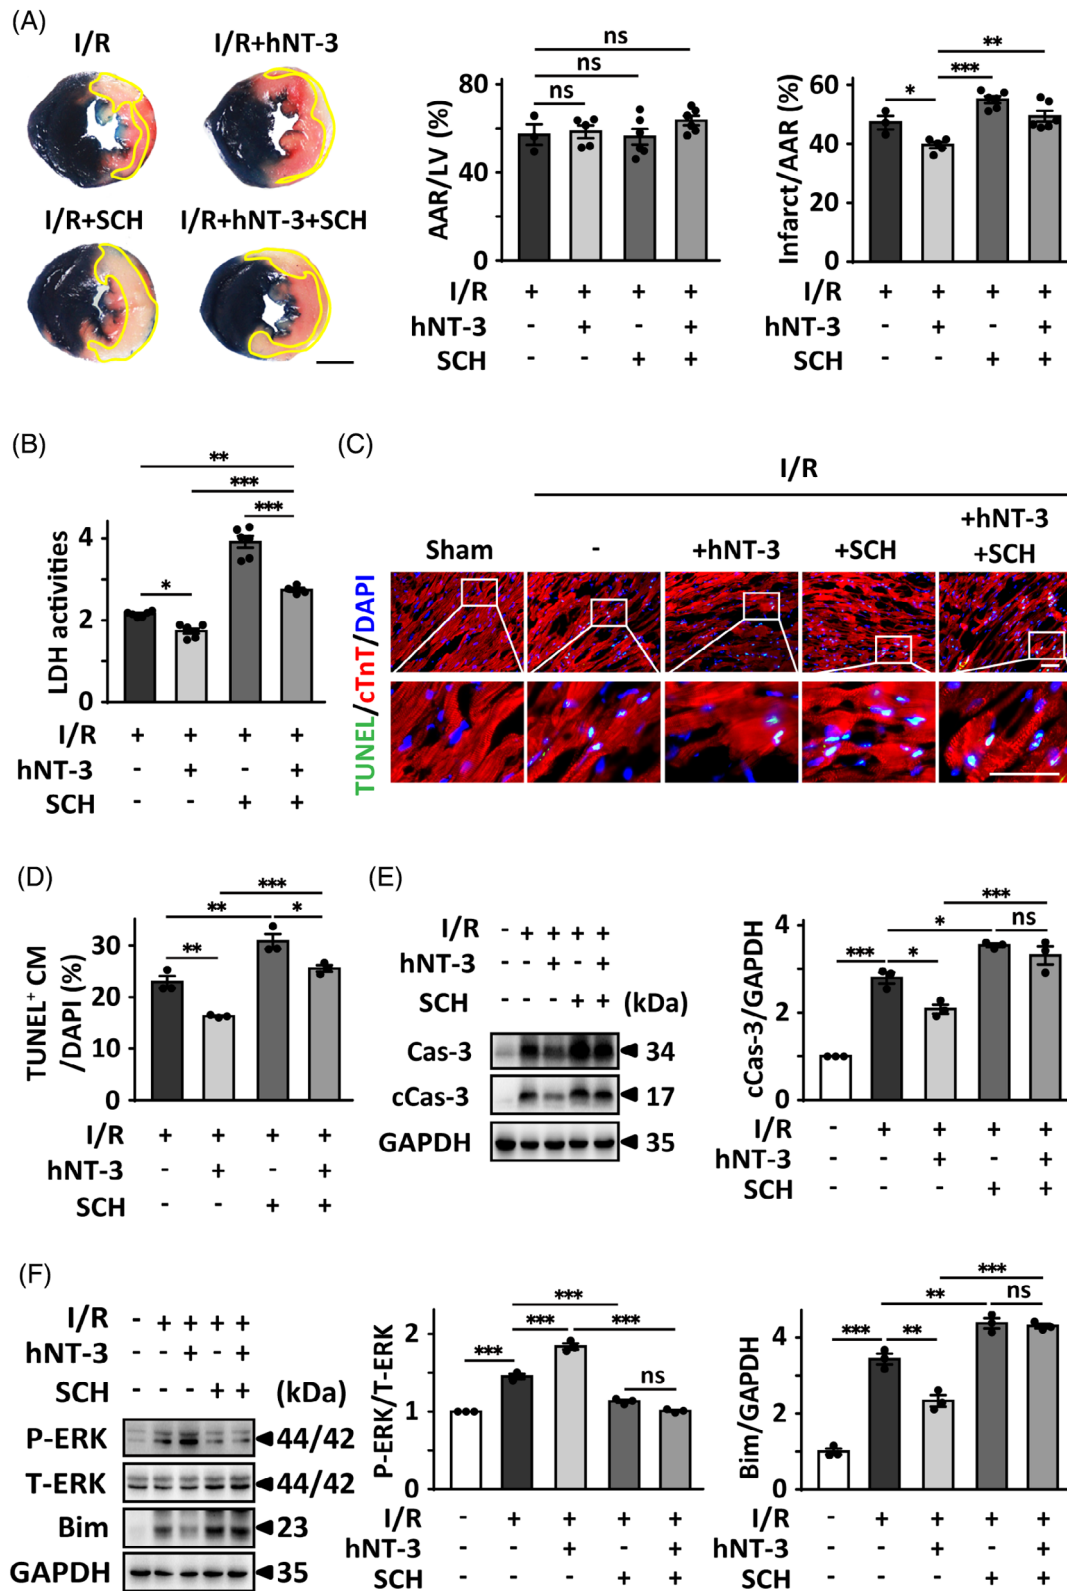 (A)
I/R
I/R+hNT-3
I/R+SCH
I/R+hNT-3+SCH
AAR/LV (%)
80
40
0
ns
ns
ns
I/R + + + +
hNT-3 - + - +
SCH - - + +
Infarct/AAR (%)
60
40
20
0
*
***
**
I/R + + + +
hNT-3 - + - +
SCH - - + +
(B)
LDH activities
4
2
0
**
***
***
*
I/R + + + +
hNT-3 - + - +
SCH - - + +
(C)
I/R
Sham
-
+hNT-3
+SCH
+hNT-3
+SCH
TUNEL/cTnT/DAPI
(D)
TUNEL+ CM
/DAPI (%)
30
20
10
0
***
**
*
**
I/R + + + +
hNT-3 - + - +
SCH - - + +
(E)
I/R - + + + +
hNT-3 - - + - +
SCH - - - + + (kDa)
Cas-3 34
cCas-3 17
GAPDH 35
cCas-3/GAPDH
4
2
0
***
*
ns
***
*
I/R - + + + +
hNT-3 - - + - +
SCH - - - + +
(F)
I/R - + + + +
hNT-3 - - + - +
SCH - - - + + (kDa)
P-ERK 44/42
T-ERK 44/42
Bim 23
GAPDH 35
P-ERK/T-ERK
2
1
0
***
***
***
***
ns
I/R - + + + +
hNT-3 - - + - +
SCH - - - + +
Bim/GAPDH
4
2
0
***
**
ns
***
**
I/R - + + + +
hNT-3 - - + - +
SCH - - - + +